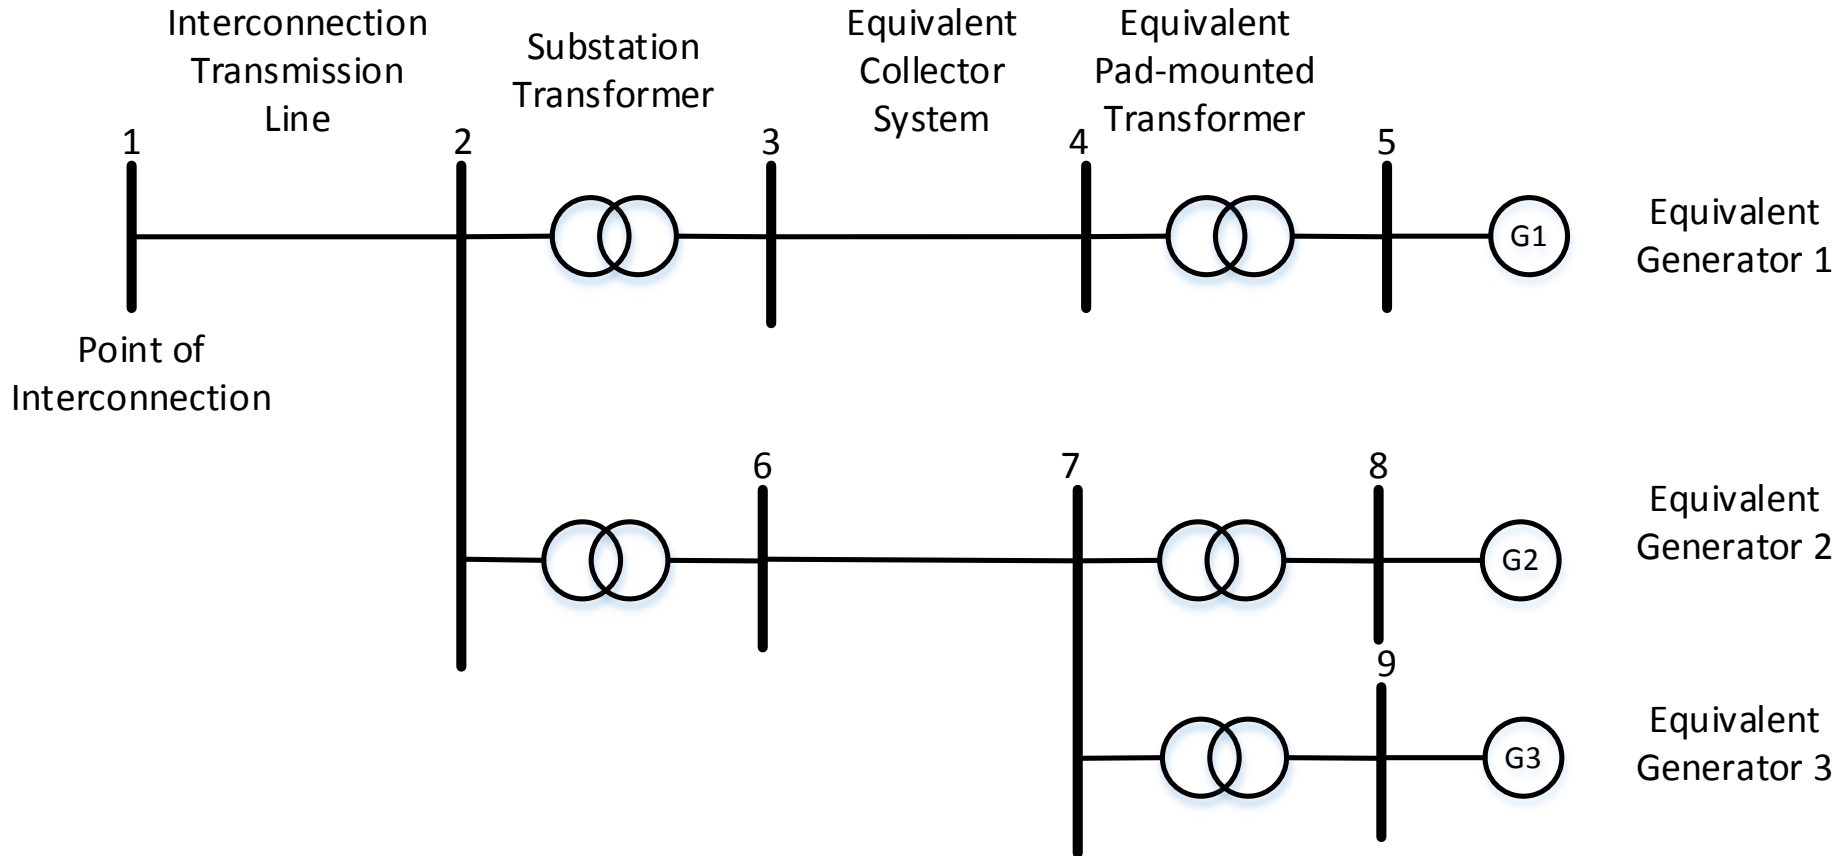 Interconnection
Transmission
Line
Substation
Transformer
Equivalent
Collector
System
Equivalent
Pad-mounted
Transformer
1
2
3
4
5
G1
Equivalent
Generator 1
Point of
Interconnection
6
7
8
G2
Equivalent
Generator 2
9
G3
Equivalent
Generator 3